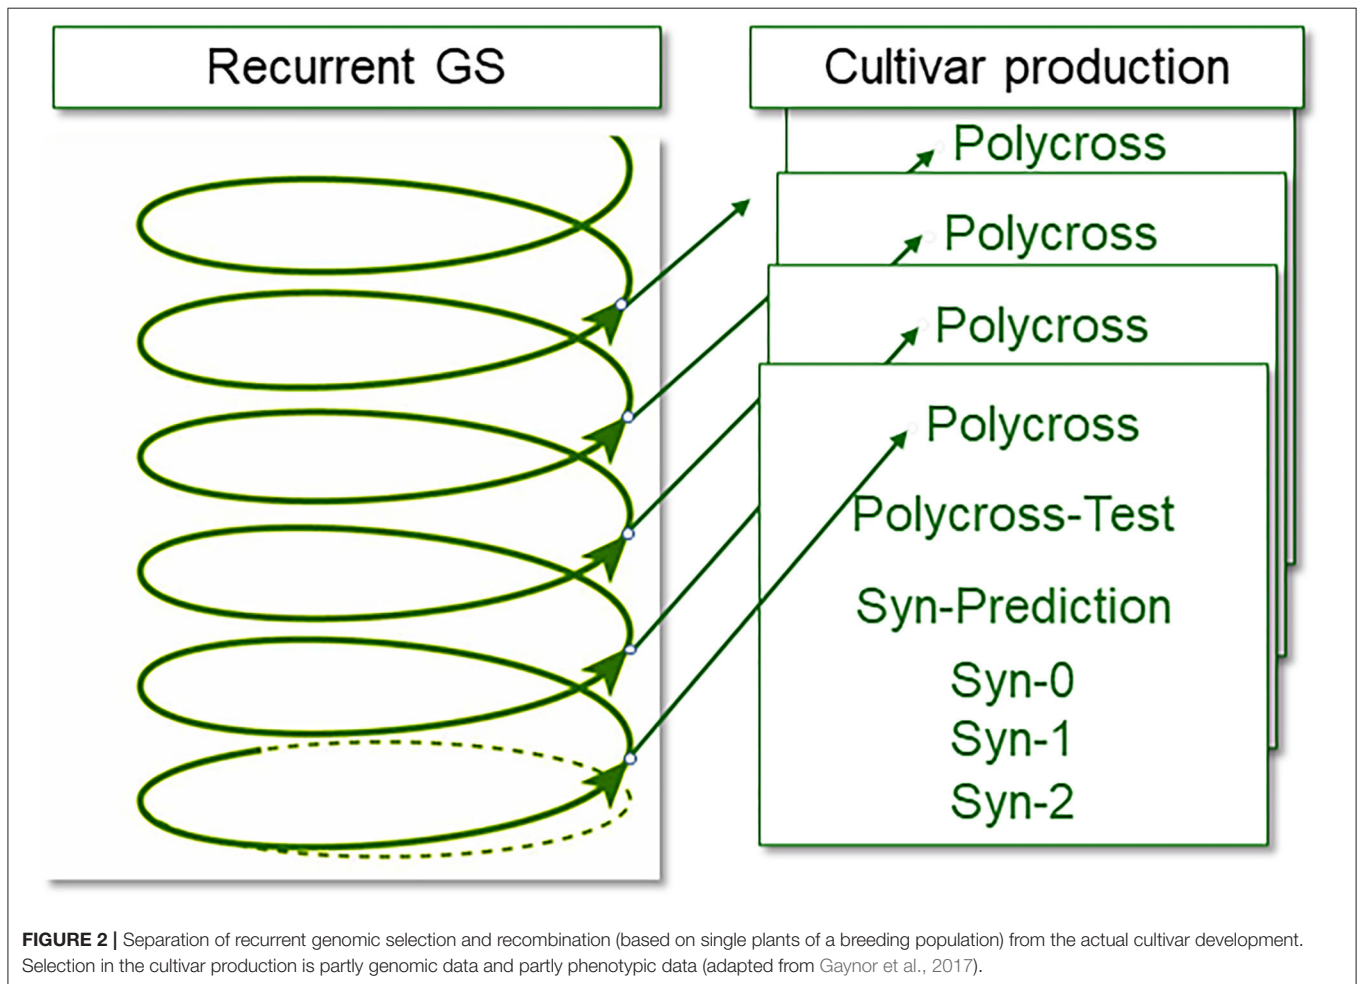 Recurrent GS
Cultivar production
Polycross
Polycross
Polycross
Polycross
Polycross-Test
Syn-Prediction
Syn-0
Syn-1
Syn-2
FIGURE 2 | Separation of recurrent genomic selection and recombination (based on single plants of a breeding population) from the actual cultivar development.
Selection in the cultivar production is partly genomic data and partly phenotypic data (adapted from Gaynor et al., 2017).